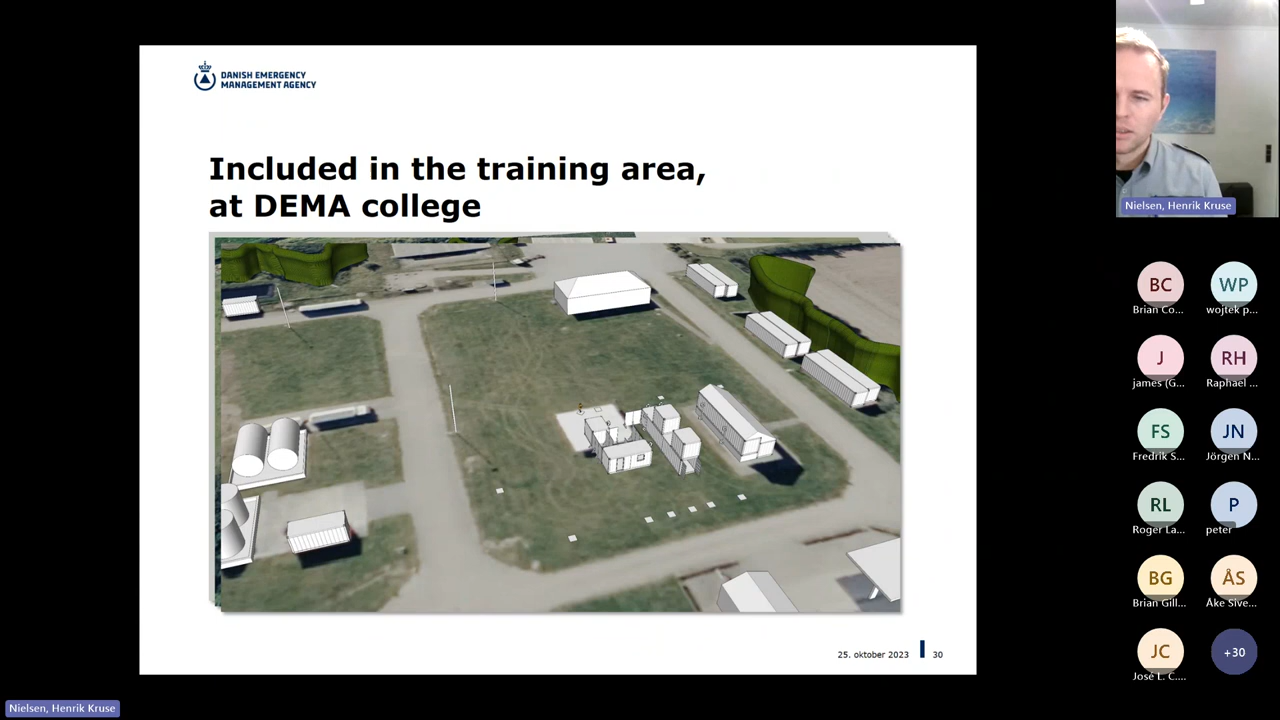 DANISH EMERGENCY
MANAGEMENT AGENCY
Included in the training area,
at DEMA college
25. oktober 2023
30
Nielsen, Henrik Kruse
BC
WP
Brian Co...
wojtek p...
J
RH
james (G...
Raphael ...
FS
JN
Fredrik S...
Jörgen N...
RL
P
Roger La...
peter
BG
ÅS
Brian Gill...
Åke Sive...
JC
+30
José L. C....
Nielsen, Henrik Kruse